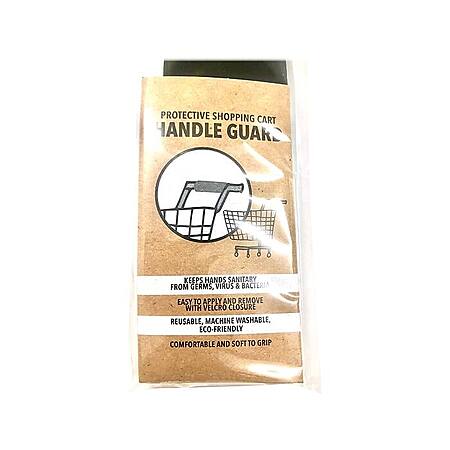 PROTECTIVE SHOPPING CART
HANDLE GUARD
KEEPS HANDS SANITARY
FROM GERMS, VIRUS & BACTERIA
EASY TO APPLY AND REMOVE
WITH VELCRO CLOSURE
REUSABLE, MACHINE WASHABLE,
ECO-FRIENDLY
COMFORTABLE AND SOFT TO GRIP